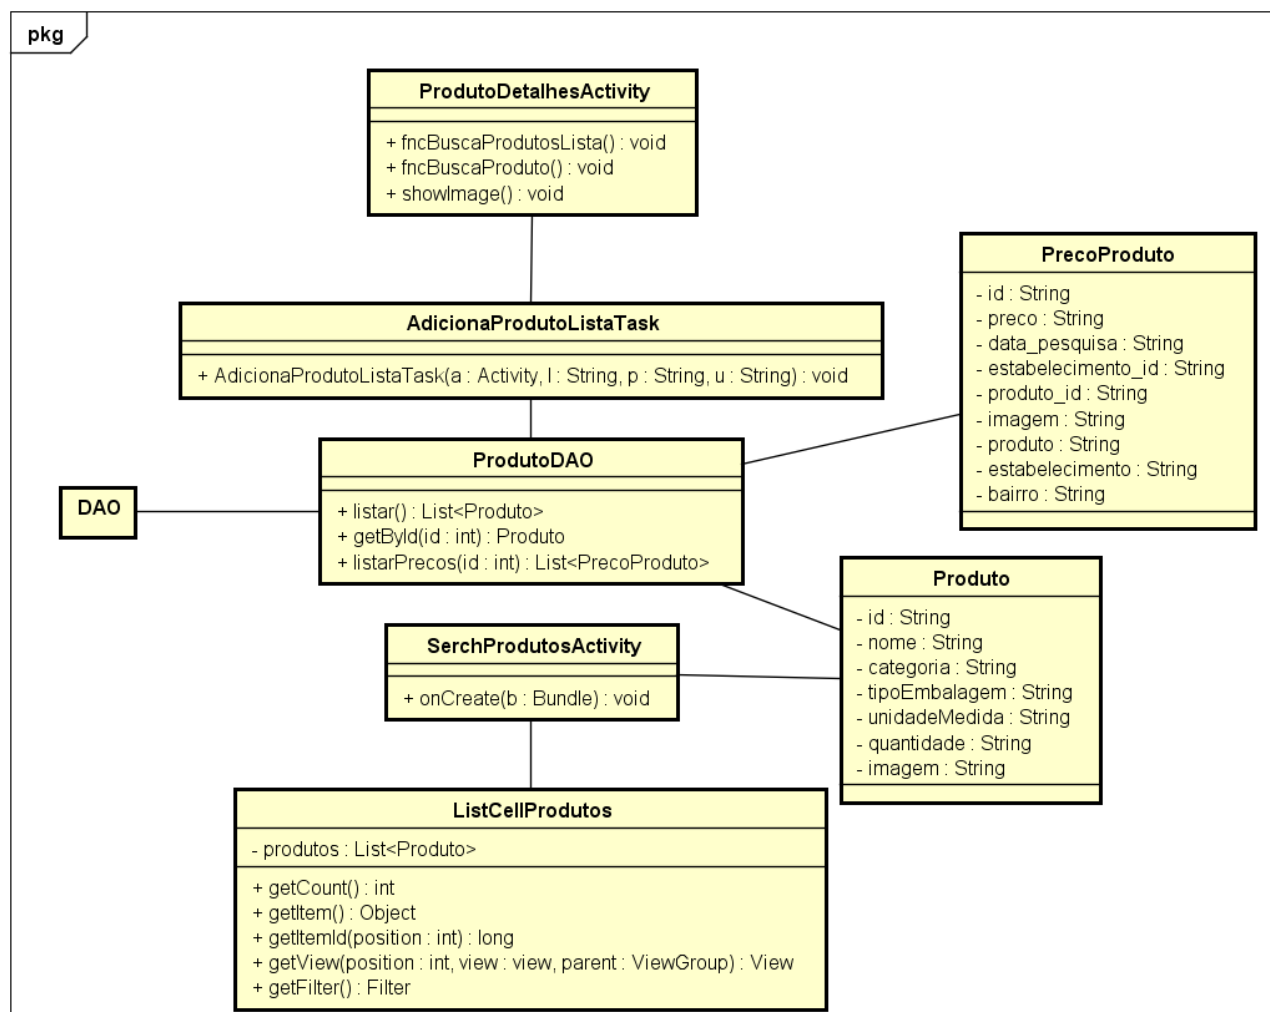 pkg
ProdutoDetalhesActivity
+ fncBuscaProdutosLista() : void
+ fncBuscaProduto() : void
+ showImage() : void
AdicionaProdutoListaTask
+ AdicionaProdutoListaTask(a : Activity, l : String, p : String, u : String) : void
PrecoProduto
- id : String
- preco : String
- data_pesquisa : String
- estabelecimento_id : String
- produto_id : String
- imagem : String
- produto : String
- estabelecimento : String
- bairro : String
ProdutoDAO
+ listar() : List<Produto>
+ getById(id : int) : Produto
+ listarPrecos(id : int) : List<PrecoProduto>
DAO
Produto
- id : String
- nome : String
- categoria : String
- tipoEmbalagem : String
- unidadeMedida : String
- quantidade : String
- imagem : String
SerchProdutosActivity
+ onCreate(b : Bundle) : void
ListCellProdutos
- produtos : List<Produto>
+ getCount() : int
+ getItem() : Object
+ getItemId(position : int) : long
+ getView(position : int, view : view, parent : ViewGroup) : View
+ getFilter() : Filter